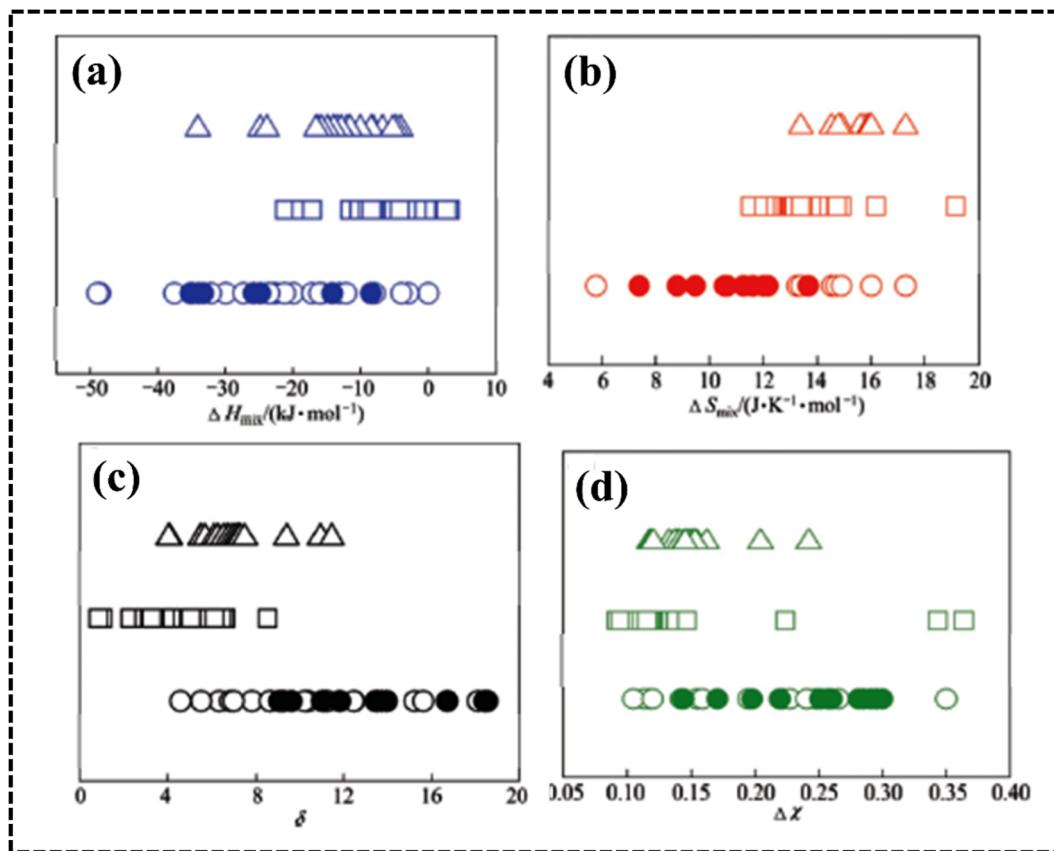 (a)
−50 −40 −30 −20 −10 0 10
Δ H_mix/(kJ·mol⁻¹)
(b)
4 6 8 10 12 14 16 18 20
Δ S_mix/(J·K⁻¹·mol⁻¹)
(c)
0 4 8 12 16 20
δ
(d)
0.05 0.10 0.15 0.20 0.25 0.30 0.35 0.40
Δ χ